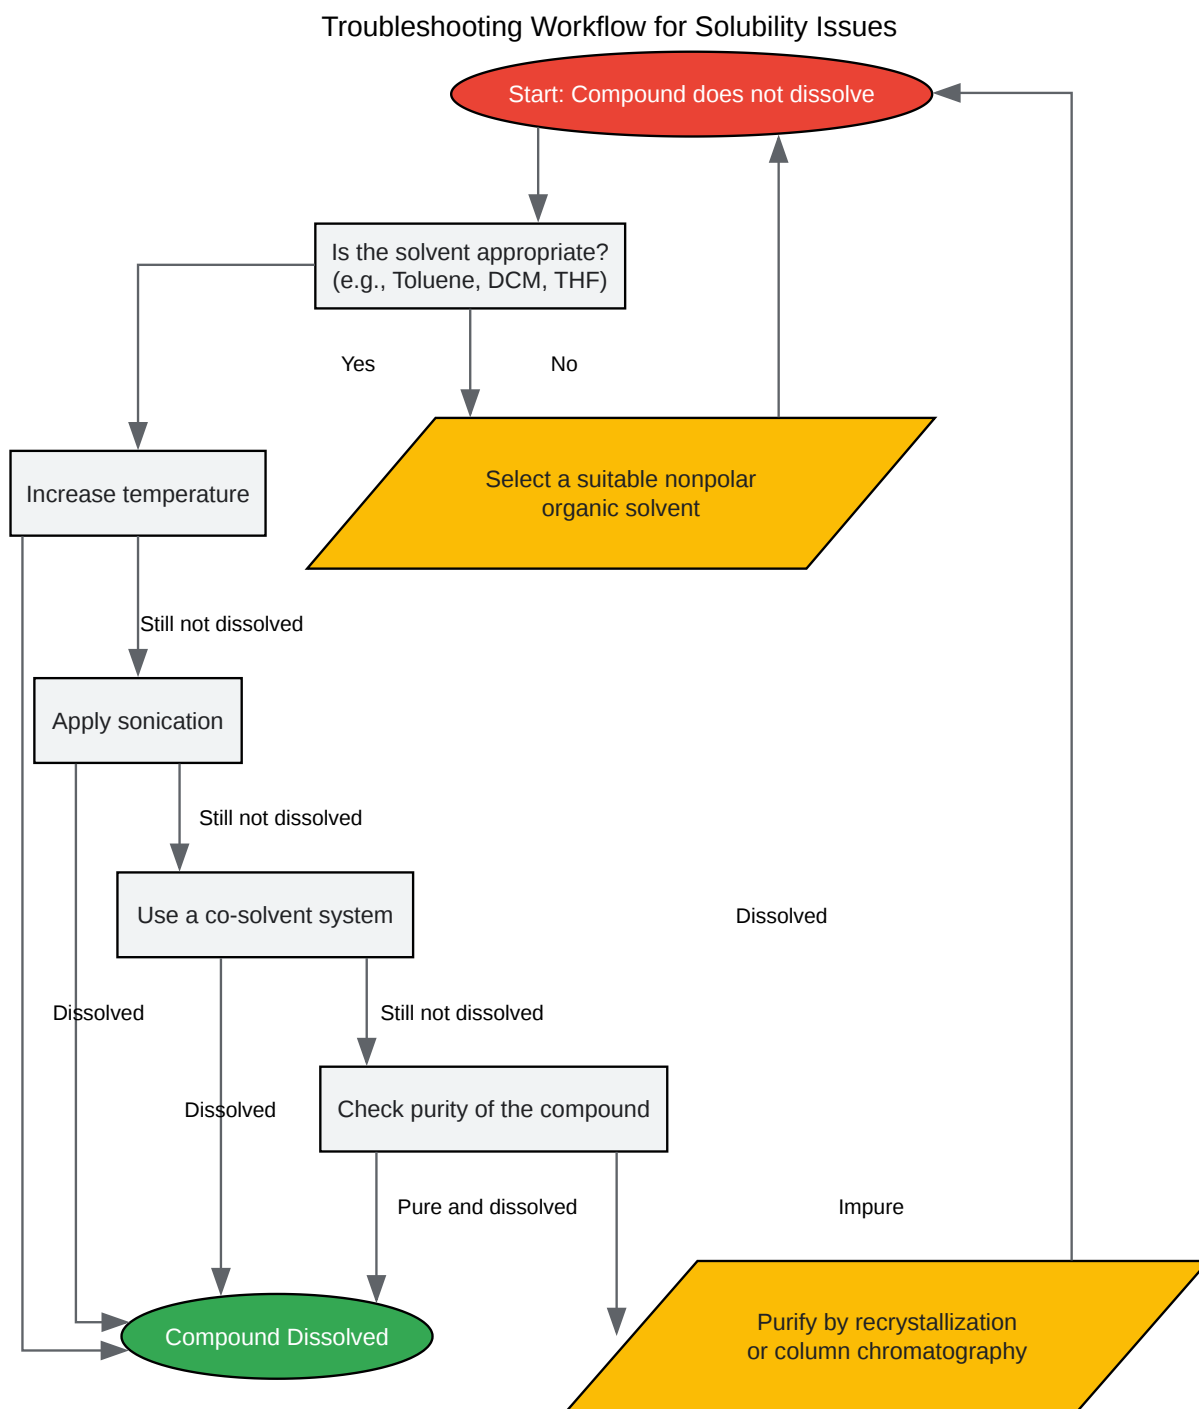 Troubleshooting Workflow for Solubility Issues
Start: Compound does not dissolve
Is the solvent appropriate?
(e.g., Toluene, DCM, THF)
Yes
No
Select a suitable nonpolar
organic solvent
Increase temperature
Still not dissolved
Apply sonication
Still not dissolved
Use a co-solvent system
Dissolved
Dissolved
Still not dissolved
Check purity of the compound
Dissolved
Pure and dissolved
Impure
Compound Dissolved
Purify by recrystallization
or column chromatography